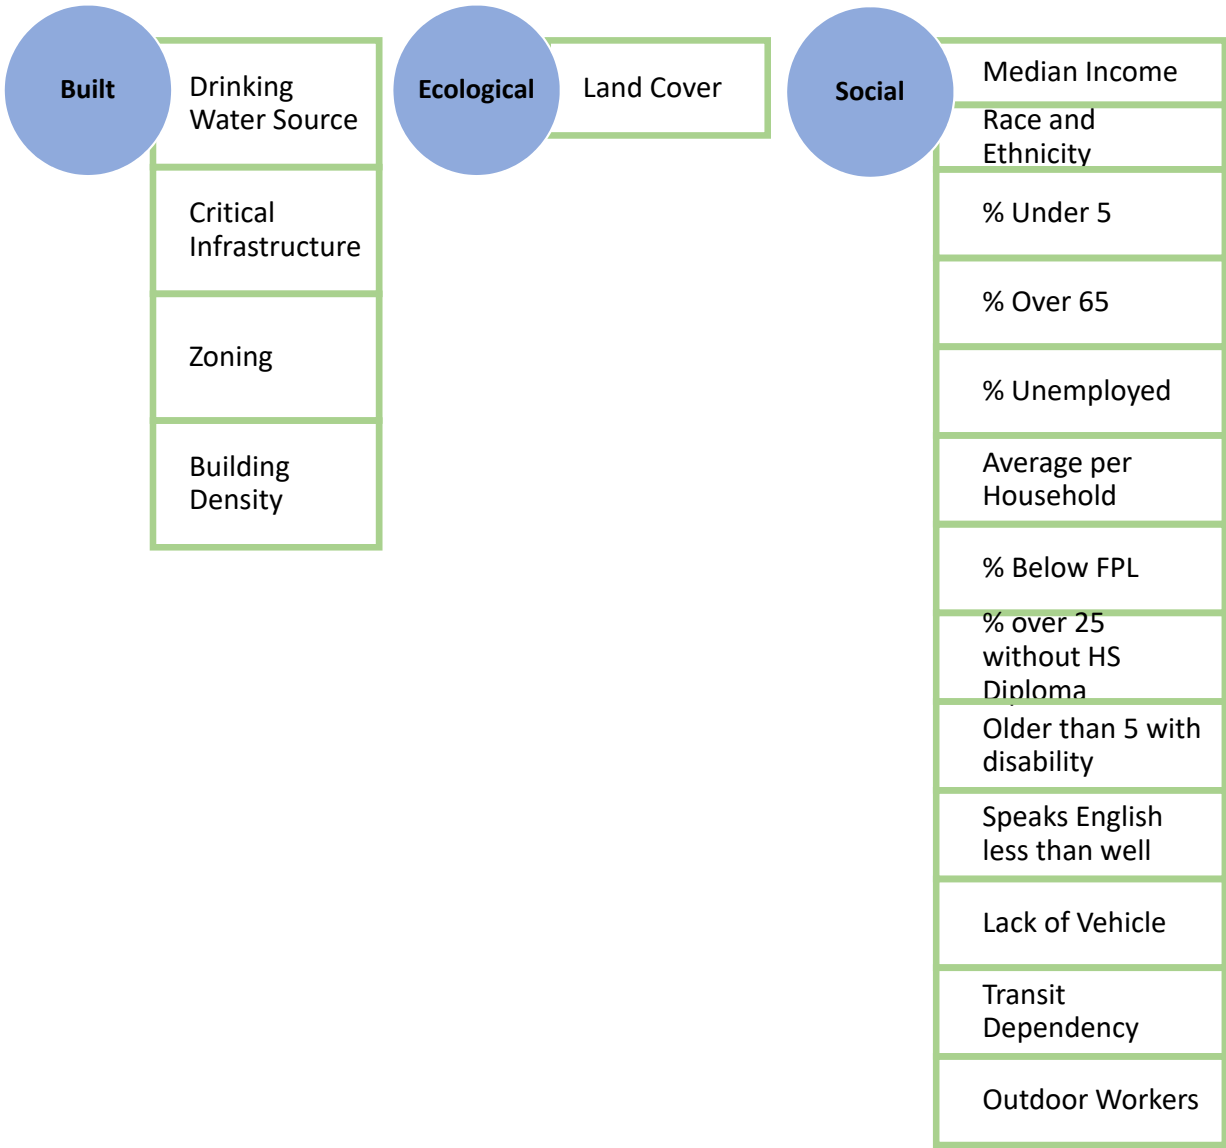 Built
Drinking
Water Source
Critical
Infrastructure
Zoning
Building
Density
Ecological
Land Cover
Social
Median Income
Race and
Ethnicity
% Under 5
% Over 65
% Unemployed
Average per
Household
% Below FPL
% over 25
without HS
Diploma
Older than 5 with
disability
Speaks English
less than well
Lack of Vehicle
Transit
Dependency
Outdoor Workers